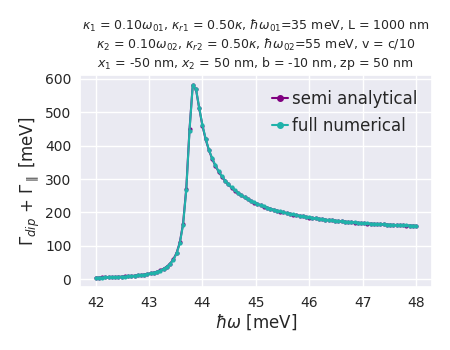 κ₁ = 0.10ω₀₁, κᵣ₁ = 0.50κ, ħω₀₁=35 meV, L = 1000 nm
κ₂ = 0.10ω₀₂, κᵣ₂ = 0.50κ, ħω₀₂=55 meV, v = c/10
x₁ = -50 nm, x₂ = 50 nm, b = -10 nm, zp = 50 nm
600
500
400
300
200
100
0
Γ_dip + Γ_∥ [meV]
semi analytical
full numerical
42 43 44 45 46 47 48
ħω [meV]